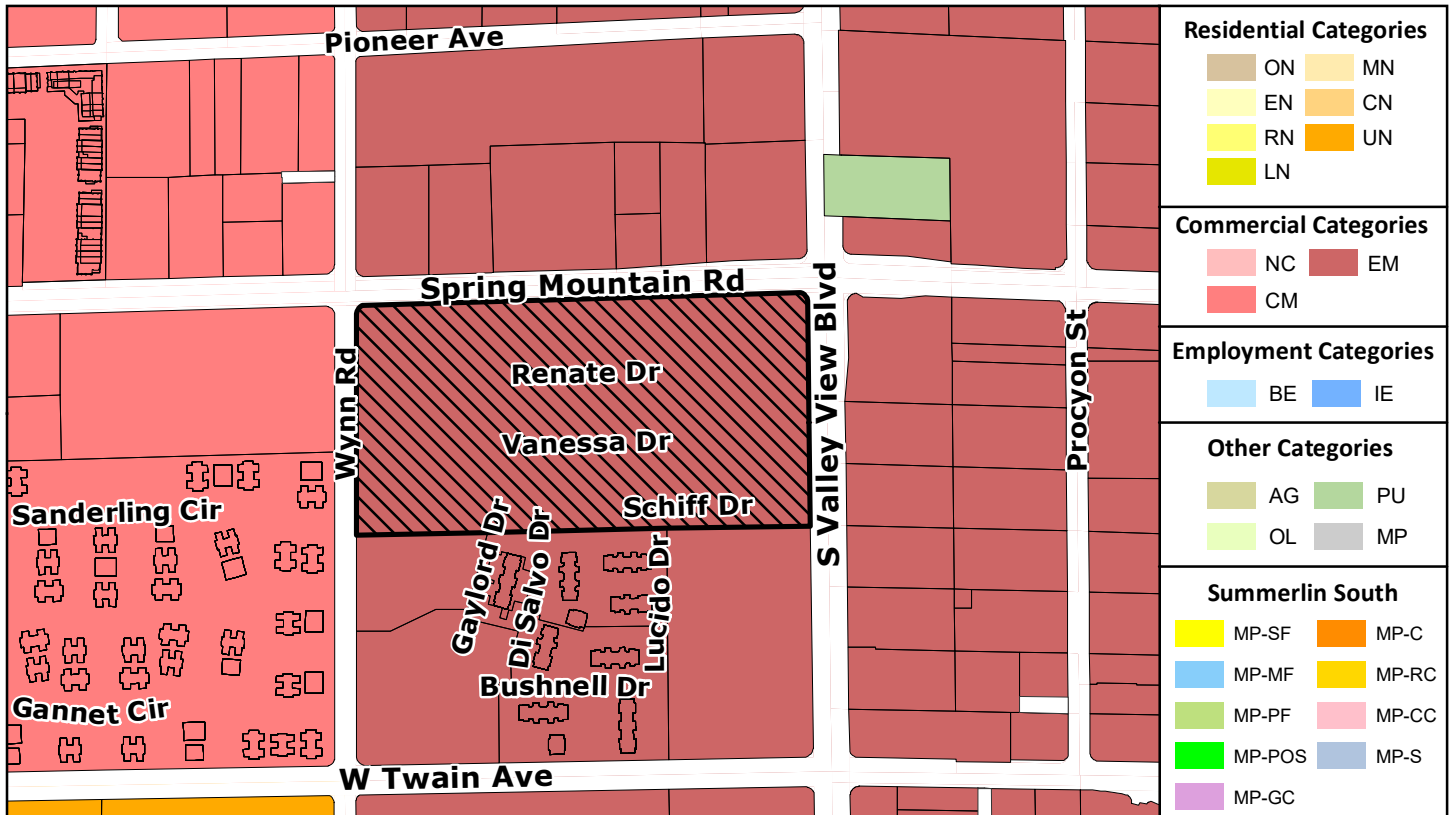 Pioneer Ave
Spring Mountain Rd
S Valley View Blvd
Procyon St
Wynn Rd
Renate Dr
Vanessa Dr
Schiff Dr
Sanderling Cir
Gaylord Dr
Di Salvo Dr
Lucido Dr
Bushnell Dr
Gannet Cir
W Twain Ave
Residential Categories
ON MN
EN CN
RN UN
LN
Commercial Categories
NC EM
CM
Employment Categories
BE IE
Other Categories
AG PU
OL MP
Summerlin South
MP-SF MP-C
MP-MF MP-RC
MP-PF MP-CC
MP-POS MP-S
MP-GC